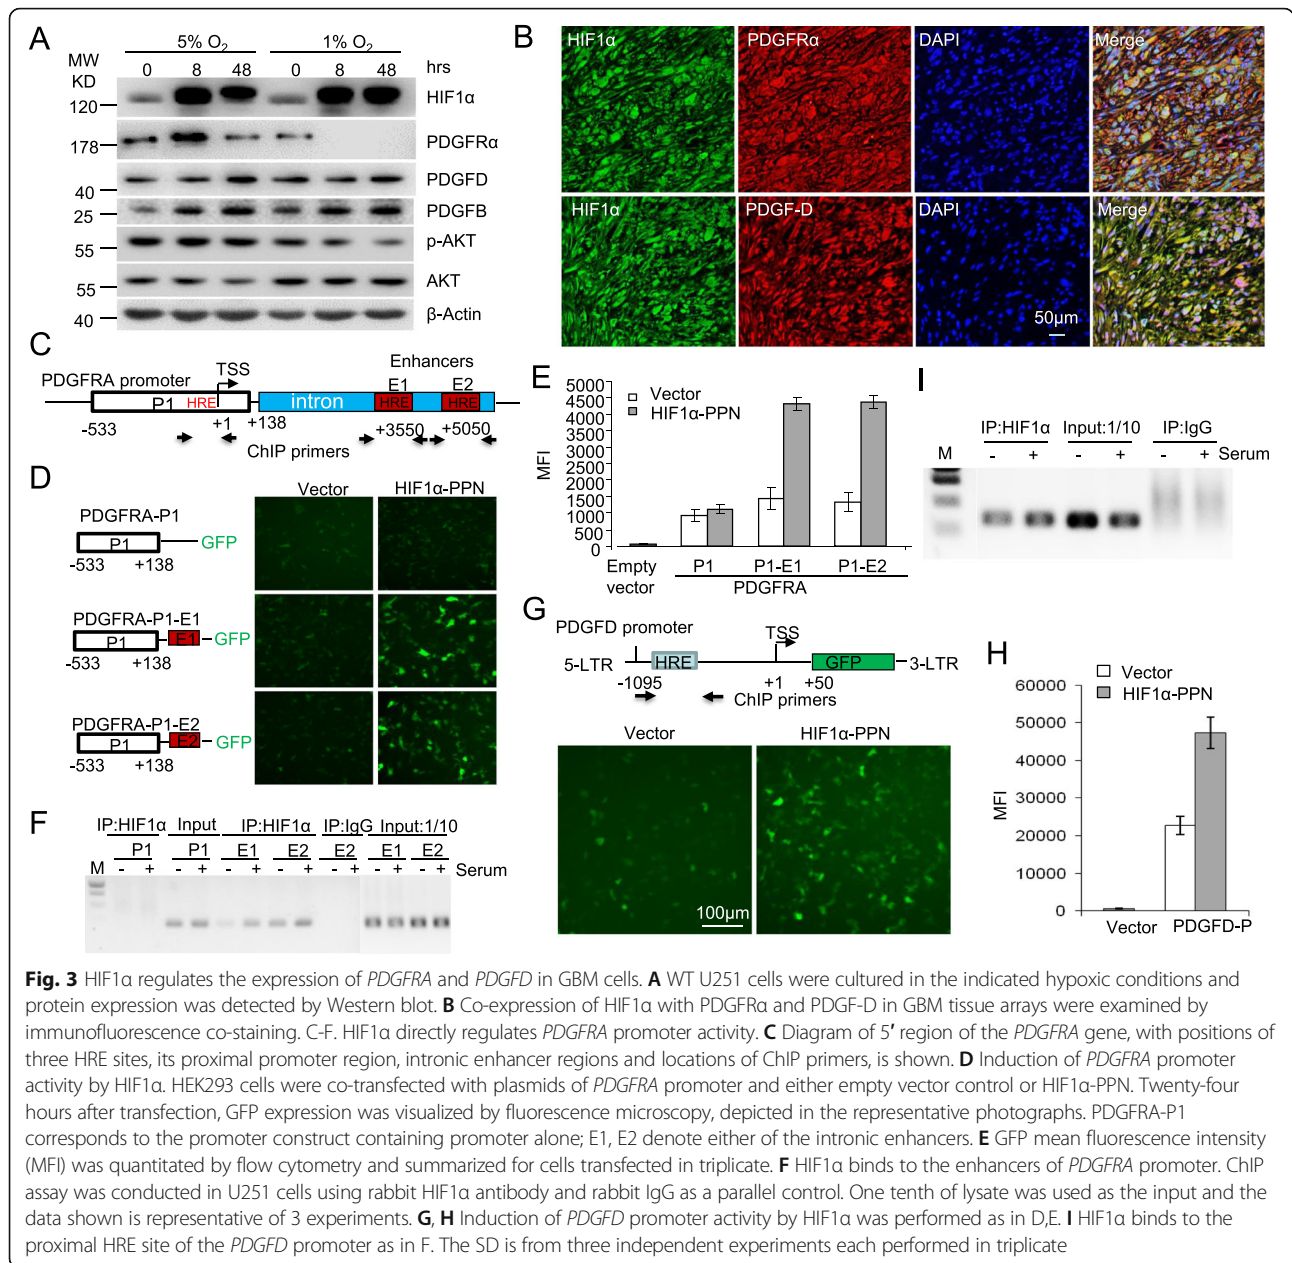 A
5% O2 1% O2
MW KD
0 8 48 0 8 48 hrs
120 HIF1α
178 PDGFRα
40 PDGFD
25 PDGFB
55 p-AKT
55 AKT
40 β-Actin
B
HIF1α PDGFRα DAPI Merge
HIF1α PDGF-D DAPI Merge
50μm
C
Enhancers
PDGFRA promoter TSS E1 E2
P1 HRE intron HRE HRE
-533 +1 +138 +3550 +5050
ChIP primers
D
Vector HIF1α-PPN
PDGFRA-P1
P1 GFP
-533 +138
PDGFRA-P1-E1
P1 E1 GFP
-533 +138
PDGFRA-P1-E2
P1 E2 GFP
-533 +138
E
5000
4500
4000
3500
3000
2500
2000
1500
1000
500
0
MFI
Vector
HIF1α-PPN
Empty vector P1 P1-E1 P1-E2
PDGFRA
F
IP:HIF1α Input IP:HIF1α IP:IgG Input:1/10
P1 P1 E1 E2 E2 E1 E2
M - + - + - + - + - + - + - + Serum
G
PDGFD promoter TSS
5-LTR HRE GFP 3-LTR
-1095 +1 +50
ChIP primers
Vector HIF1α-PPN
100μm
H
Vector
HIF1α-PPN
60000
50000
40000
30000
20000
10000
0
MFI
Vector PDGFD-P
I
IP:HIF1α Input:1/10 IP:IgG
M - + - + - + Serum
Fig. 3 HIF1α regulates the expression of PDGFRA and PDGFD in GBM cells. A WT U251 cells were cultured in the indicated hypoxic conditions and
protein expression was detected by Western blot. B Co-expression of HIF1α with PDGFRα and PDGF-D in GBM tissue arrays were examined by
immunofluorescence co-staining. C-F. HIF1α directly regulates PDGFRA promoter activity. C Diagram of 5′ region of the PDGFRA gene, with positions of
three HRE sites, its proximal promoter region, intronic enhancer regions and locations of ChIP primers, is shown. D Induction of PDGFRA promoter
activity by HIF1α. HEK293 cells were co-transfected with plasmids of PDGFRA promoter and either empty vector control or HIF1α-PPN. Twenty-four
hours after transfection, GFP expression was visualized by fluorescence microscopy, depicted in the representative photographs. PDGFRA-P1
corresponds to the promoter construct containing promoter alone; E1, E2 denote either of the intronic enhancers. E GFP mean fluorescence intensity
(MFI) was quantitated by flow cytometry and summarized for cells transfected in triplicate. F HIF1α binds to the enhancers of PDGFRA promoter. ChIP
assay was conducted in U251 cells using rabbit HIF1α antibody and rabbit IgG as a parallel control. One tenth of lysate was used as the input and the
data shown is representative of 3 experiments. G, H Induction of PDGFD promoter activity by HIF1α was performed as in D,E. I HIF1α binds to the
proximal HRE site of the PDGFD promoter as in F. The SD is from three independent experiments each performed in triplicate